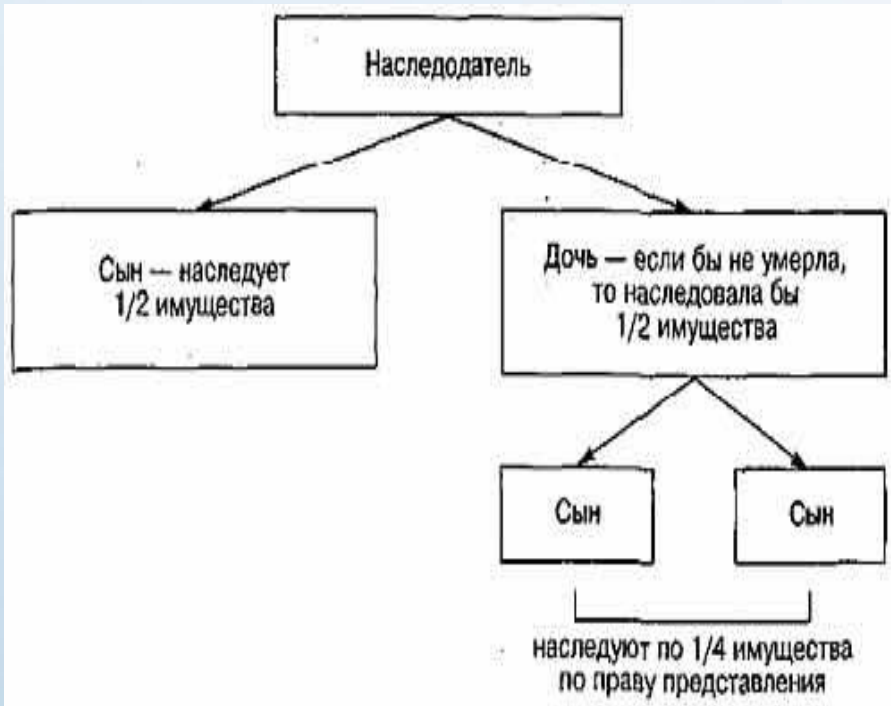 Наследодатель
Сын — наследует
1/2 имущества
Дочь — если бы не умерла,
то наследовала бы
1/2 имущества
Сын
Сын
наследуют по 1/4 имущества
по праву представления